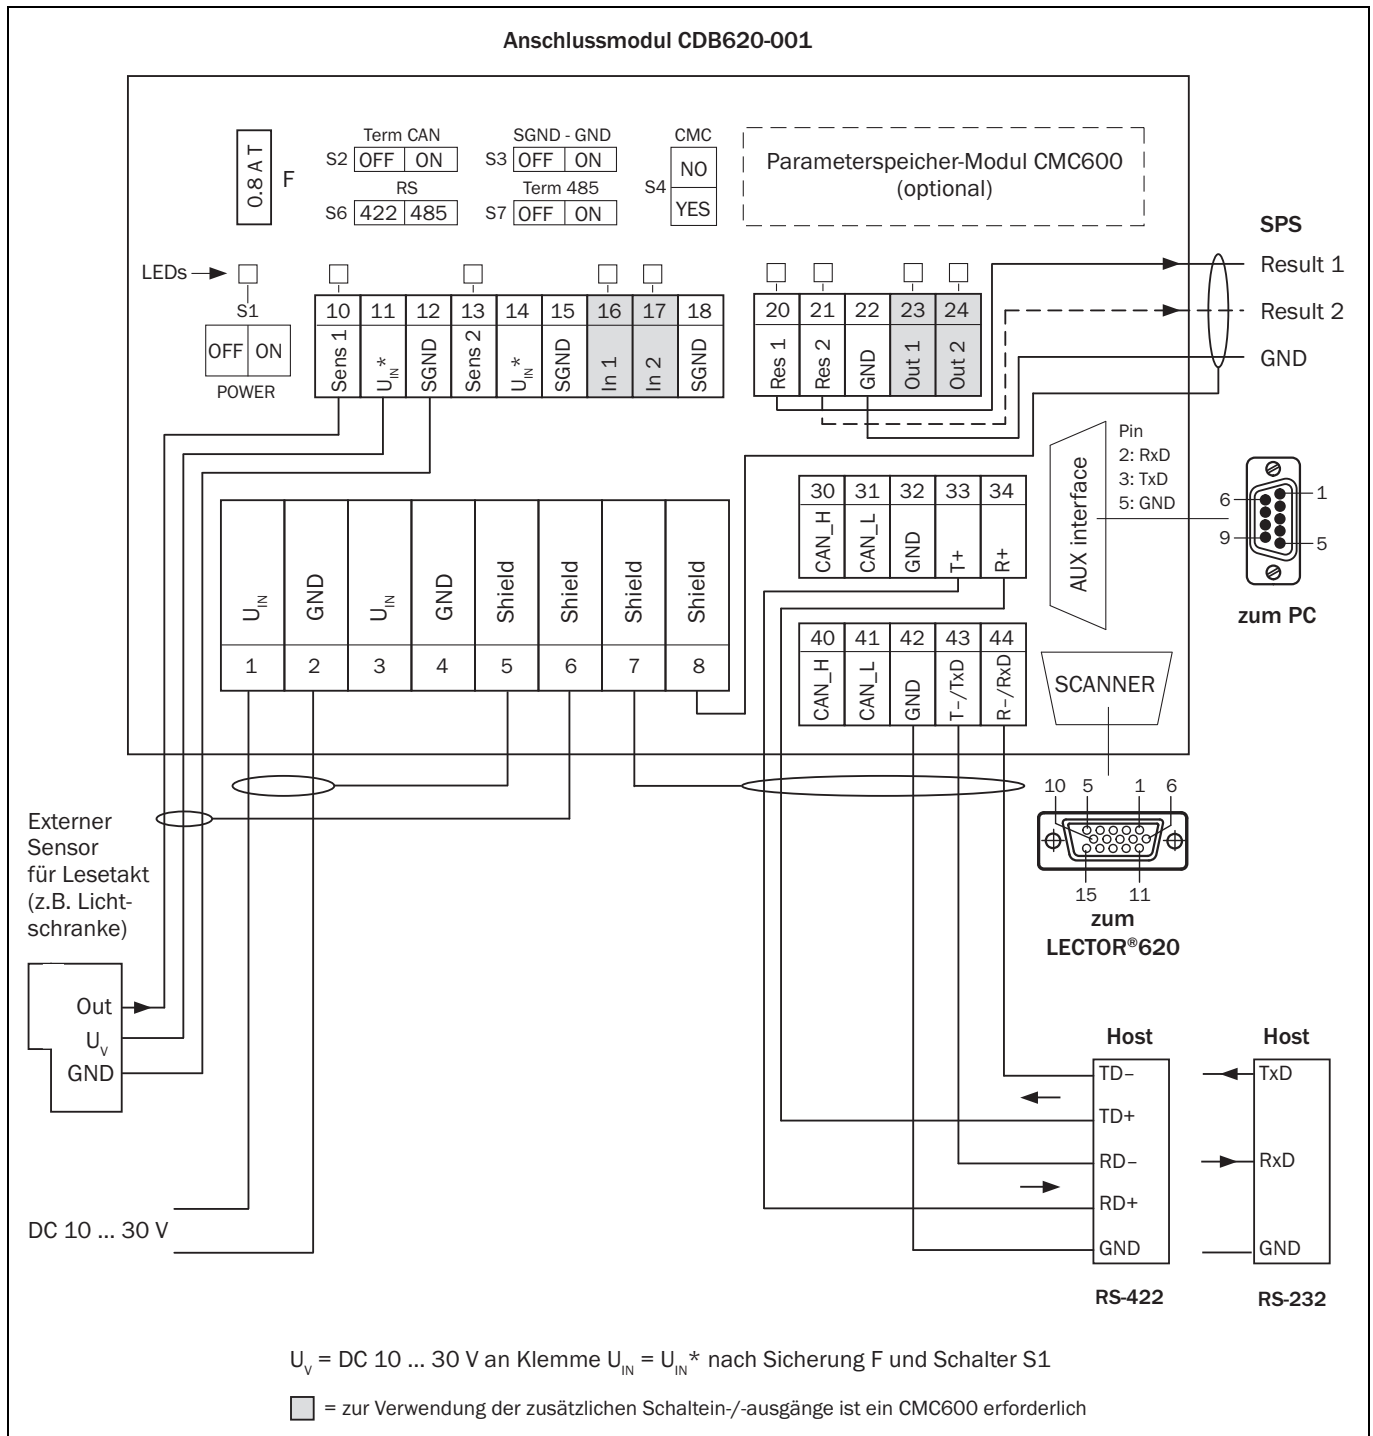 Anschlussmodul CDB620-001
0.8 A T
F
Term CAN
S2 OFF ON
RS
S6 422 485
SGND - GND
S3 OFF ON
Term 485
S7 OFF ON
CMC
S4
NO
YES
Parameterspeicher-Modul CMC600
(optional)
SPS
Result 1
Result 2
GND
LEDs
S1
OFF ON
POWER
10 11 12 13 14 15 16 17 18
Sens 1
U_IN*
SGND
Sens 2
U_IN*
SGND
In 1
In 2
SGND
20 21 22 23 24
Res 1
Res 2
GND
Out 1
Out 2
Pin
2: RxD
3: TxD
5: GND
AUX interface
6
9
1
5
zum PC
30 31 32 33 34
CAN_H
CAN_L
GND
T+
R+
U_IN
GND
U_IN
GND
Shield
Shield
Shield
Shield
1 2 3 4 5 6 7 8
40 41 42 43 44
CAN_H
CAN_L
GND
T–/TxD
R–/RxD
SCANNER
10 5 1 6
15 11
zum
LECTOR®620
Externer
Sensor
für Lesetakt
(z.B. Licht-
schranke)
Out
U_V
GND
DC 10 ... 30 V
Host
TD–
TD+
RD–
RD+
GND
RS-422
Host
TxD
RxD
GND
RS-232
U_V = DC 10 ... 30 V an Klemme U_IN = U_IN* nach Sicherung F und Schalter S1
= zur Verwendung der zusätzlichen Schaltein-/-ausgänge ist ein CMC600 erforderlich